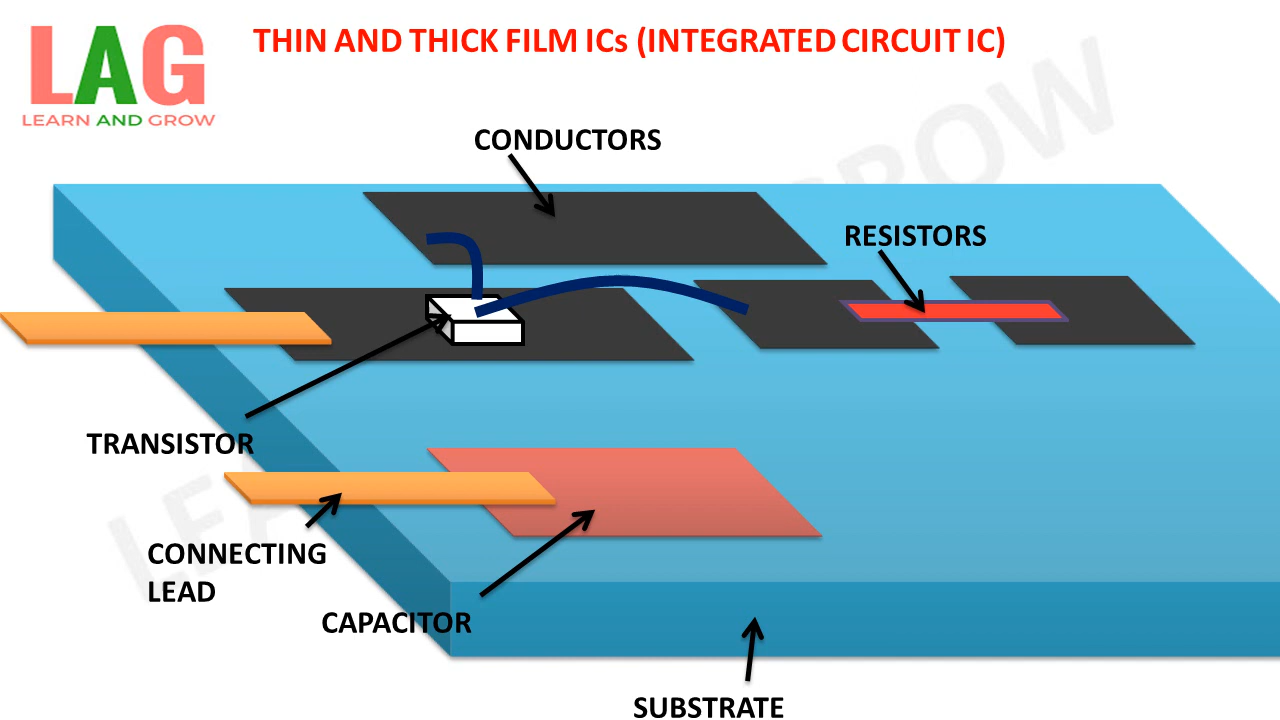 LAG
LEARN AND GROW
THIN AND THICK FILM ICs (INTEGRATED CIRCUIT IC)
CONDUCTORS
RESISTORS
TRANSISTOR
CONNECTING
LEAD
CAPACITOR
SUBSTRATE